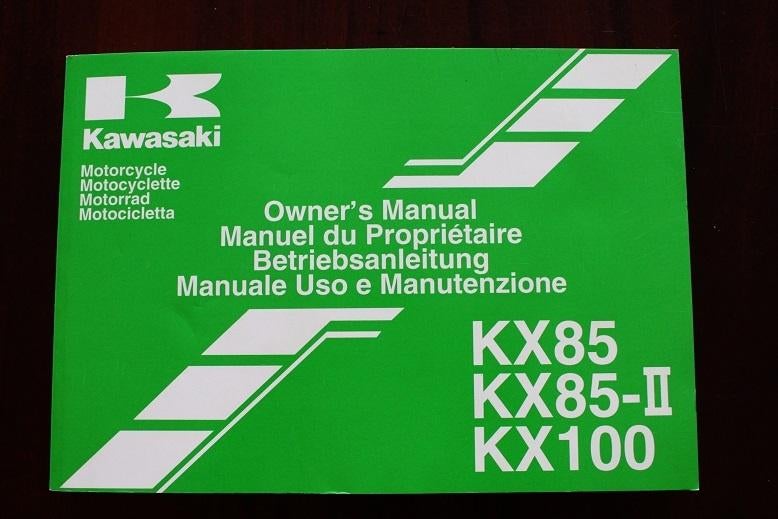 Kawasaki
Motorcycle
Motocyclette
Motorrad
Motocicletta
Owner's Manual
Manuel du Propriétaire
Betriebsanleitung
Manuale Uso e Manutenzione
KX85
KX85-II
KX100